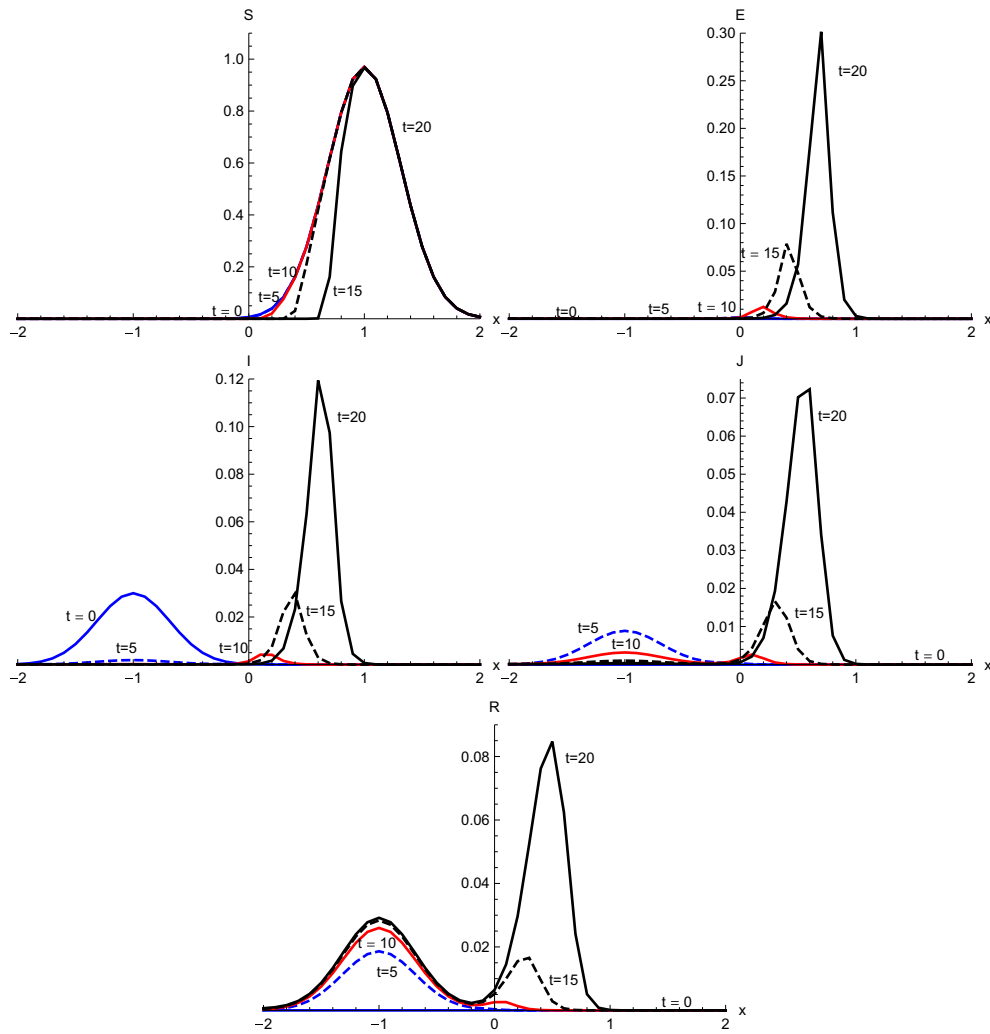 S
1.0
0.8
0.6
0.4
0.2
t=20
t=10
t=5
t=15
t = 0
−2 −1 0 1 2 x
E
0.30
0.25
0.20
0.15
0.10
0.05
t=20
t = 15
t = 10
t=5
t=0
−2 −1 0 1 2 x
I
0.12
0.10
0.08
0.06
0.04
0.02
t=20
t=15
t = 0
t=5
t=10
−2 −1 0 1 2 x
J
0.07
0.06
0.05
0.04
0.03
0.02
0.01
t=20
t=15
t=5
t=10
t = 0
−2 −1 0 1 2 x
R
0.08
0.06
0.04
0.02
t=20
t = 10
t=5
t=15
t = 0
−2 −1 0 1 2 x